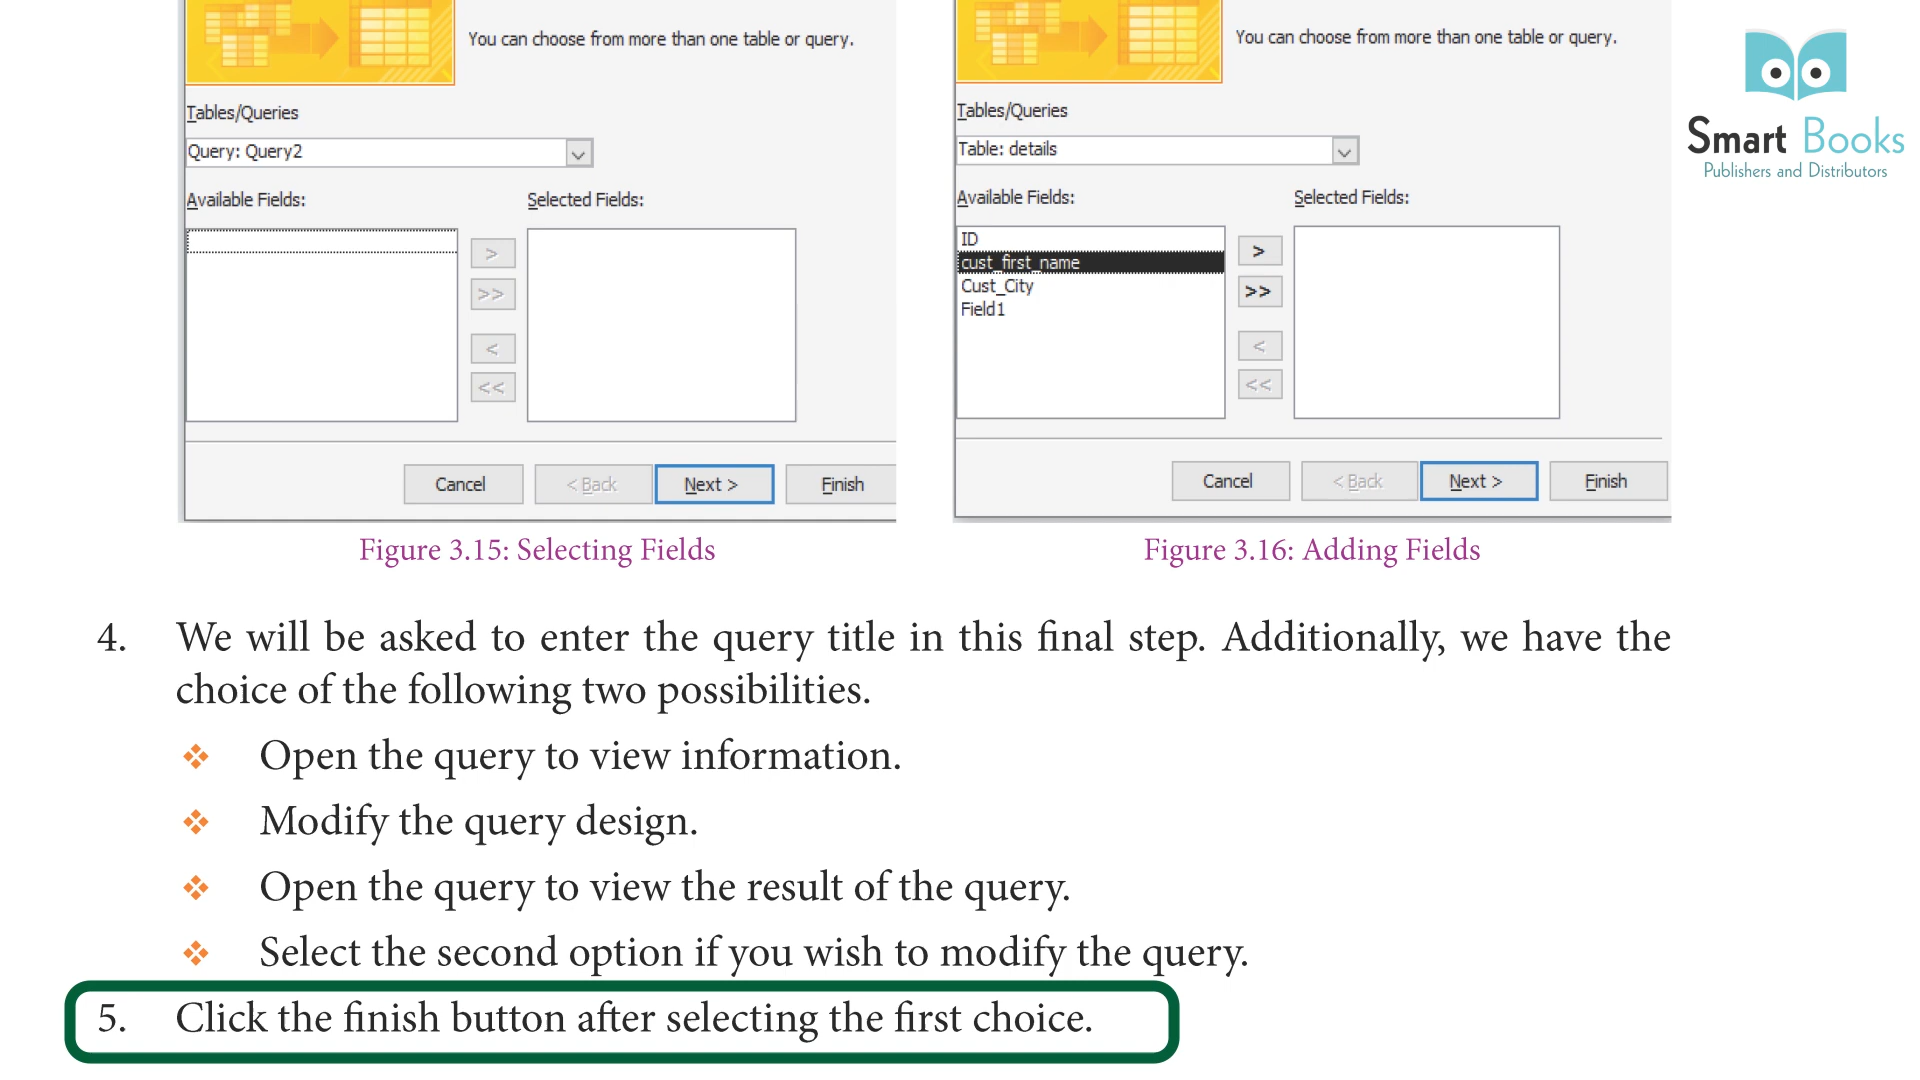 You can choose from more than one table or query.
Tables/Queries
Query: Query2
Available Fields:
Selected Fields:
>
>>
<
<<
Cancel
< Back
Next >
Finish
Figure 3.15: Selecting Fields
You can choose from more than one table or query.
Tables/Queries
Table: details
Available Fields:
Selected Fields:
ID
cust_first_name
Cust_City
Field1
>
>>
<
<<
Cancel
< Back
Next >
Finish
Figure 3.16: Adding Fields
Smart Books
Publishers and Distributors
4. We will be asked to enter the query title in this final step. Additionally, we have the
choice of the following two possibilities.
❖ Open the query to view information.
❖ Modify the query design.
❖ Open the query to view the result of the query.
❖ Select the second option if you wish to modify the query.
5. Click the finish button after selecting the first choice.